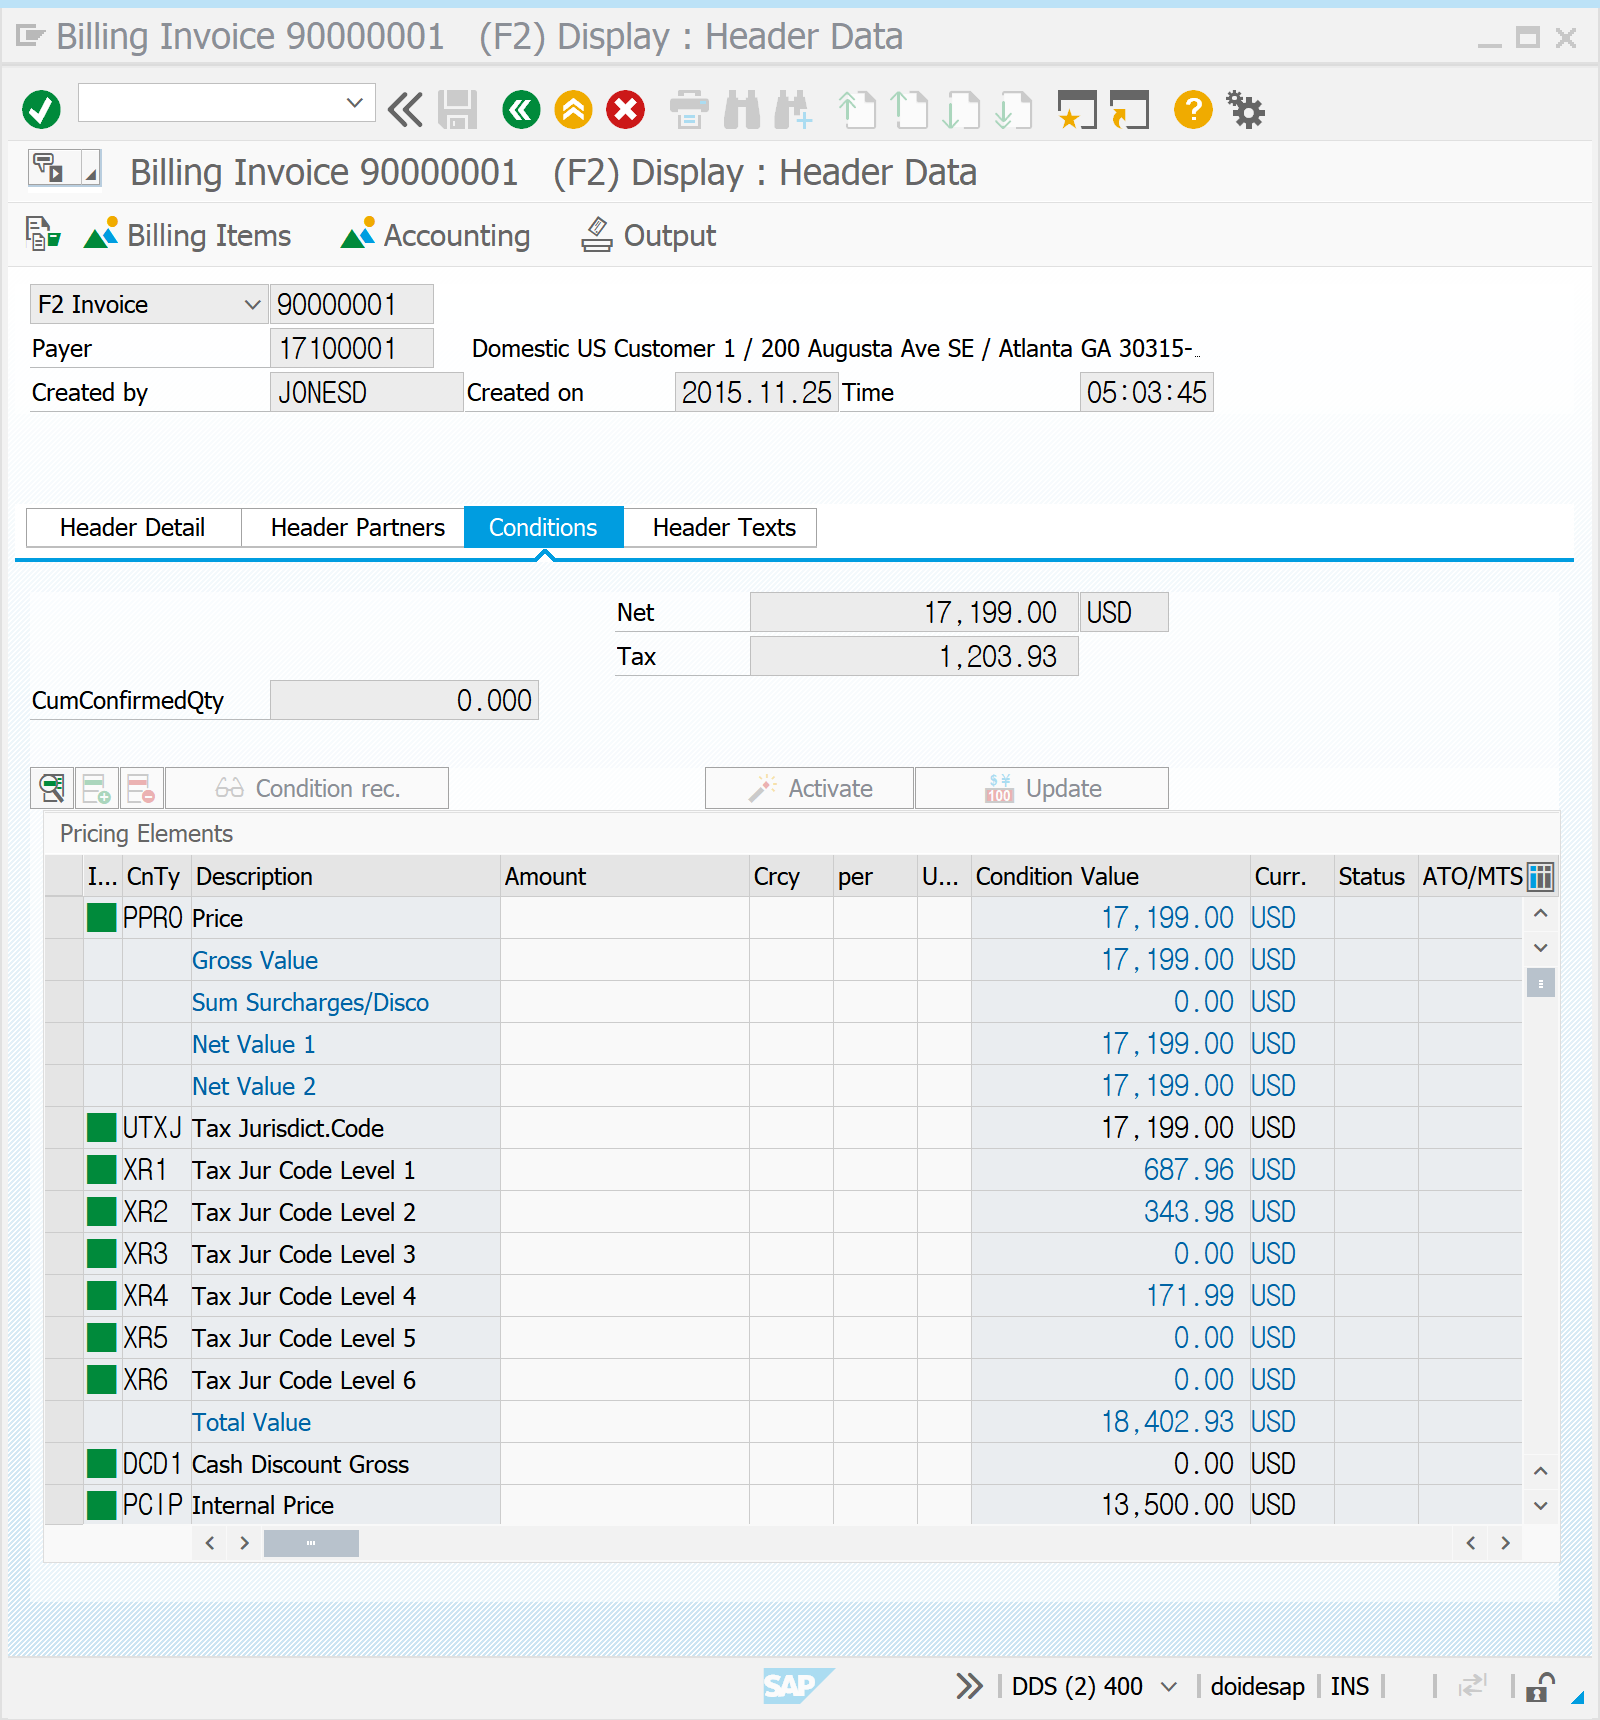 Billing Invoice 90000001 (F2) Display : Header Data
Billing Invoice 90000001 (F2) Display : Header Data
Billing Items Accounting Output
F2 Invoice 90000001
Payer 17100001 Domestic US Customer 1 / 200 Augusta Ave SE / Atlanta GA 30315-...
Created by JONESD Created on 2015.11.25 Time 05:03:45
Header Detail Header Partners Conditions Header Texts
Net 17,199.00 USD
Tax 1,203.93
CumConfirmedQty 0.000
Condition rec. Activate $ ¥ 100 Update
Pricing Elements
I... CnTy Description Amount Crcy per U... Condition Value Curr. Status ATO/MTS
PPR0 Price 17,199.00 USD
Gross Value 17,199.00 USD
Sum Surcharges/Disco 0.00 USD
Net Value 1 17,199.00 USD
Net Value 2 17,199.00 USD
UTXJ Tax Jurisdict.Code 17,199.00 USD
XR1 Tax Jur Code Level 1 687.96 USD
XR2 Tax Jur Code Level 2 343.98 USD
XR3 Tax Jur Code Level 3 0.00 USD
XR4 Tax Jur Code Level 4 171.99 USD
XR5 Tax Jur Code Level 5 0.00 USD
XR6 Tax Jur Code Level 6 0.00 USD
Total Value 18,402.93 USD
DCD1 Cash Discount Gross 0.00 USD
PCIP Internal Price 13,500.00 USD
SAP DDS (2) 400 doidesap INS